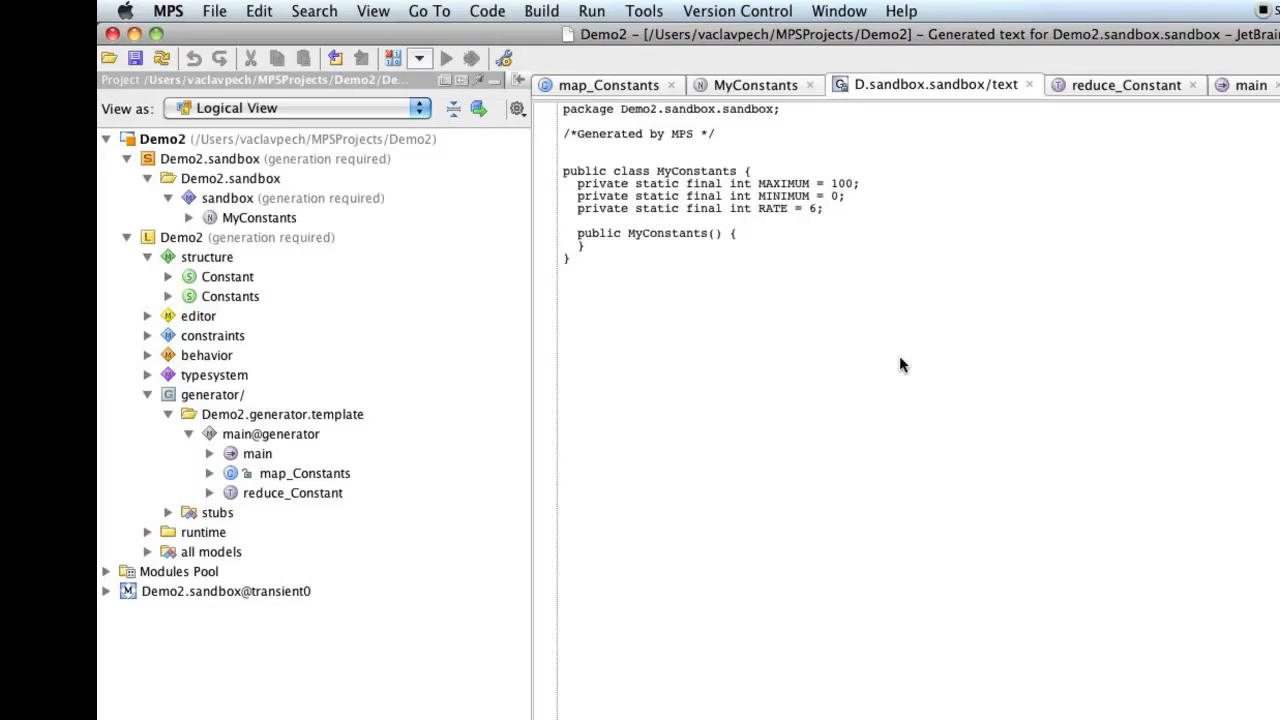 MPS File Edit Search View Go To Code Build Run Tools Version Control Window Help
Demo2 – [/Users/vaclavpech/MPSProjects/Demo2] – Generated text for Demo2.sandbox.sandbox – JetBrai
Project /Users/vaclavpech/MPSProjects/Demo2/De...
map_Constants MyConstants D.sandbox.sandbox/text reduce_Constant main
View as: Logical View
Demo2 (/Users/vaclavpech/MPSProjects/Demo2)
Demo2.sandbox (generation required)
Demo2.sandbox
sandbox (generation required)
MyConstants
Demo2 (generation required)
structure
Constant
Constants
editor
constraints
behavior
typesystem
generator/
Demo2.generator.template
main@generator
main
map_Constants
reduce_Constant
stubs
runtime
all models
Modules Pool
Demo2.sandbox@transient0
package Demo2.sandbox.sandbox;
/*Generated by MPS */
public class MyConstants {
private static final int MAXIMUM = 100;
private static final int MINIMUM = 0;
private static final int RATE = 6;
public MyConstants() {
}
}